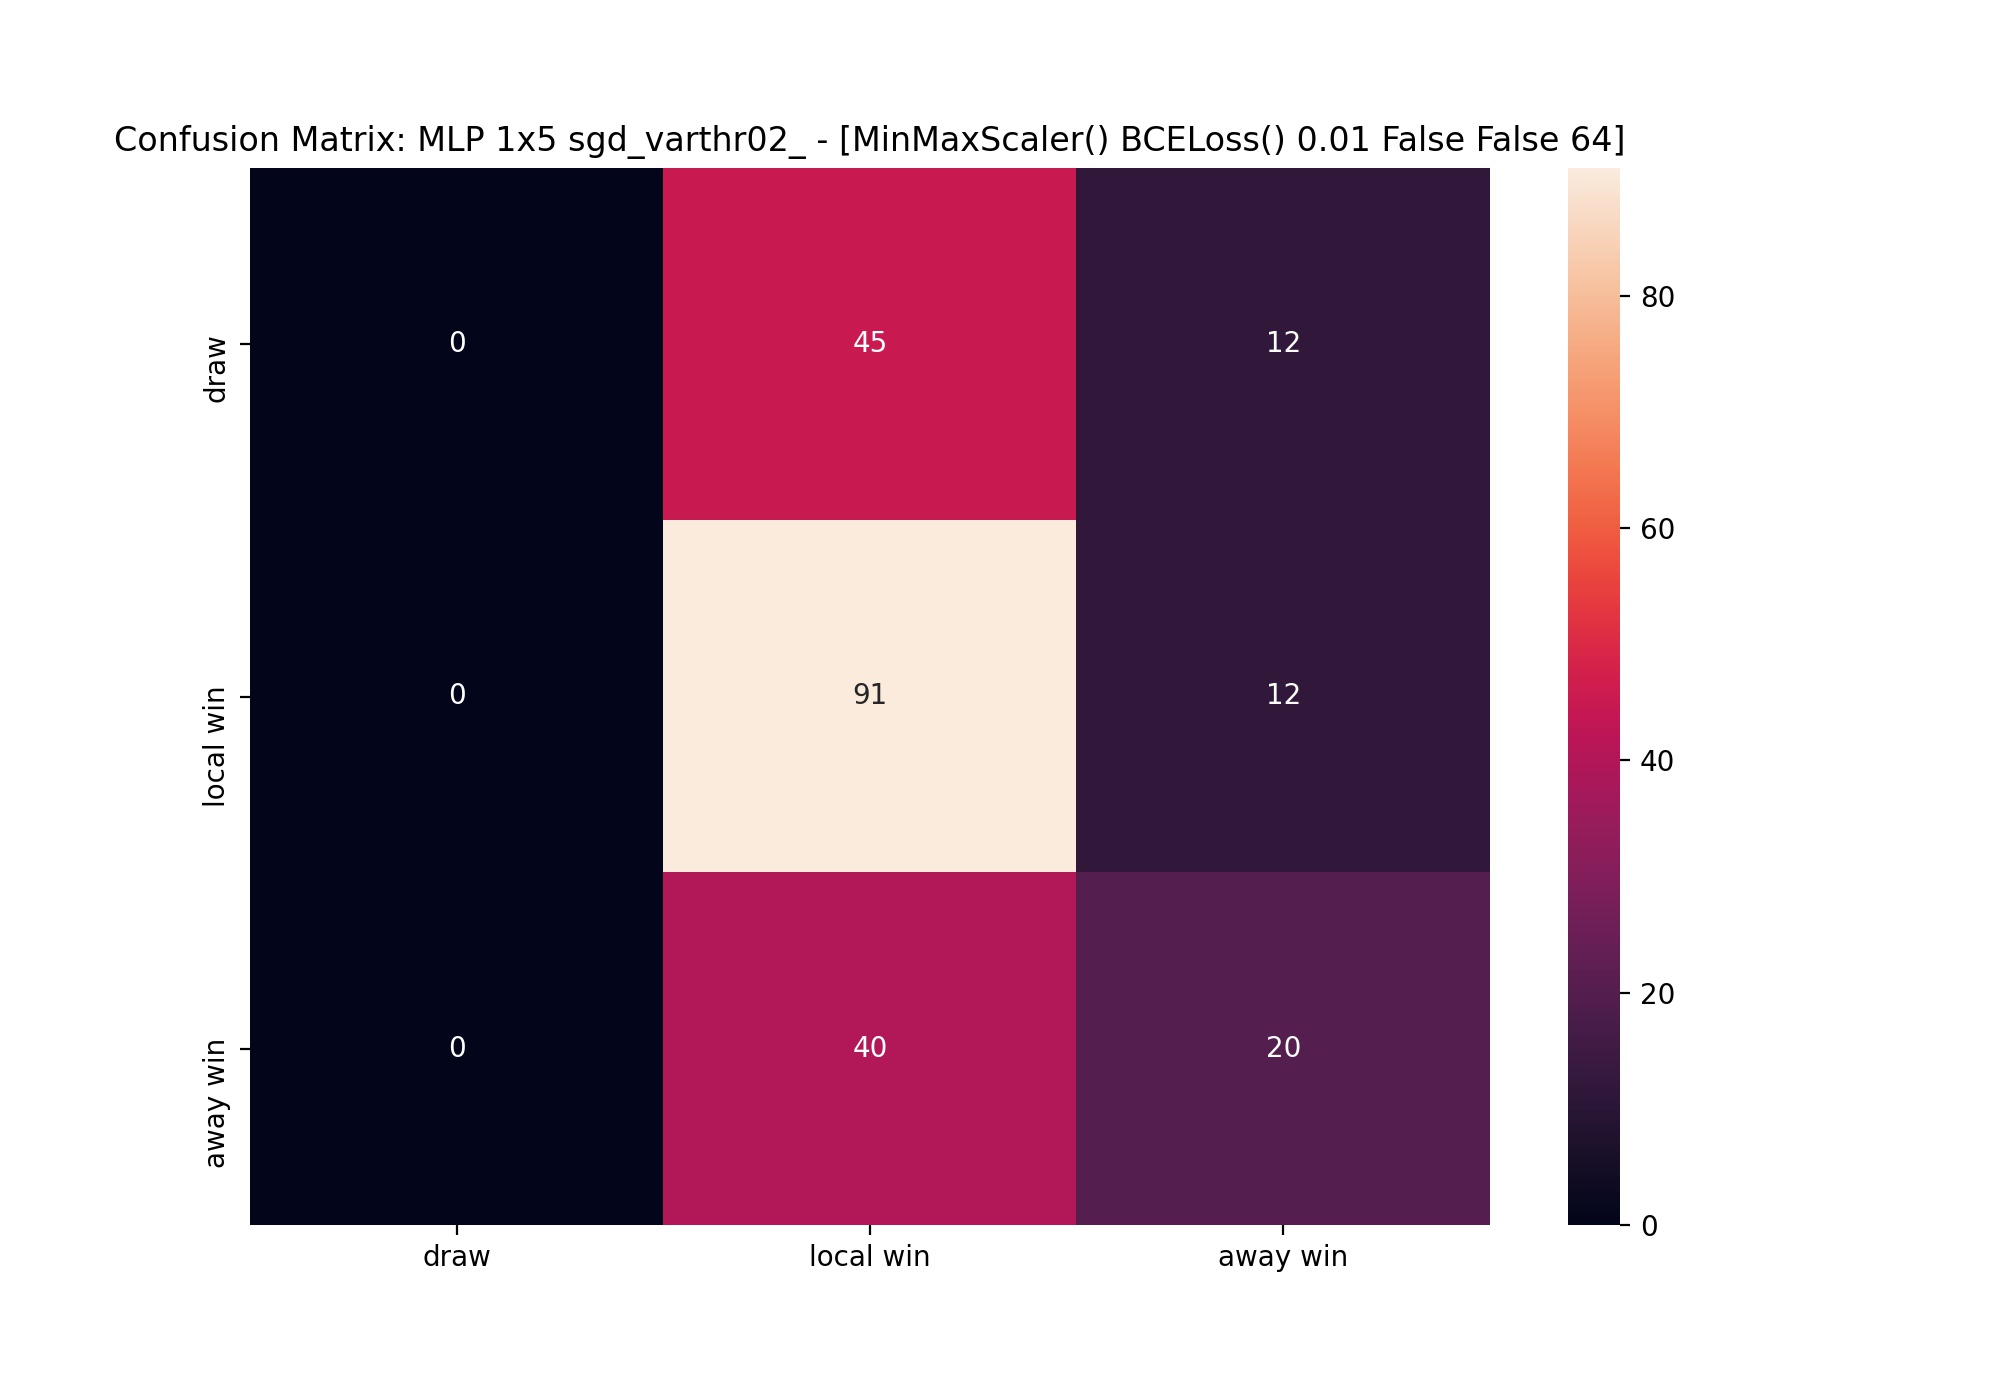 Confusion Matrix: MLP 1x5 sgd_varthr02_ - [MinMaxScaler() BCELoss() 0.01 False False 64]
draw
0
45
12
local win
0
91
12
away win
0
40
20
draw
local win
away win
80
60
40
20
0